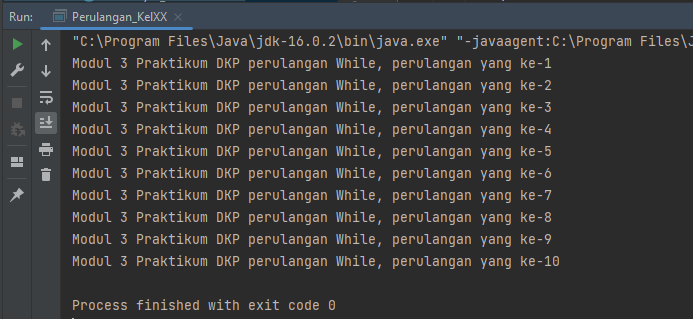 Run: Perulangan_KelXX
"C:\Program Files\Java\jdk-16.0.2\bin\java.exe" "-javaagent:C:\Program Files\J
Modul 3 Praktikum DKP perulangan While, perulangan yang ke-1
Modul 3 Praktikum DKP perulangan While, perulangan yang ke-2
Modul 3 Praktikum DKP perulangan While, perulangan yang ke-3
Modul 3 Praktikum DKP perulangan While, perulangan yang ke-4
Modul 3 Praktikum DKP perulangan While, perulangan yang ke-5
Modul 3 Praktikum DKP perulangan While, perulangan yang ke-6
Modul 3 Praktikum DKP perulangan While, perulangan yang ke-7
Modul 3 Praktikum DKP perulangan While, perulangan yang ke-8
Modul 3 Praktikum DKP perulangan While, perulangan yang ke-9
Modul 3 Praktikum DKP perulangan While, perulangan yang ke-10
Process finished with exit code 0